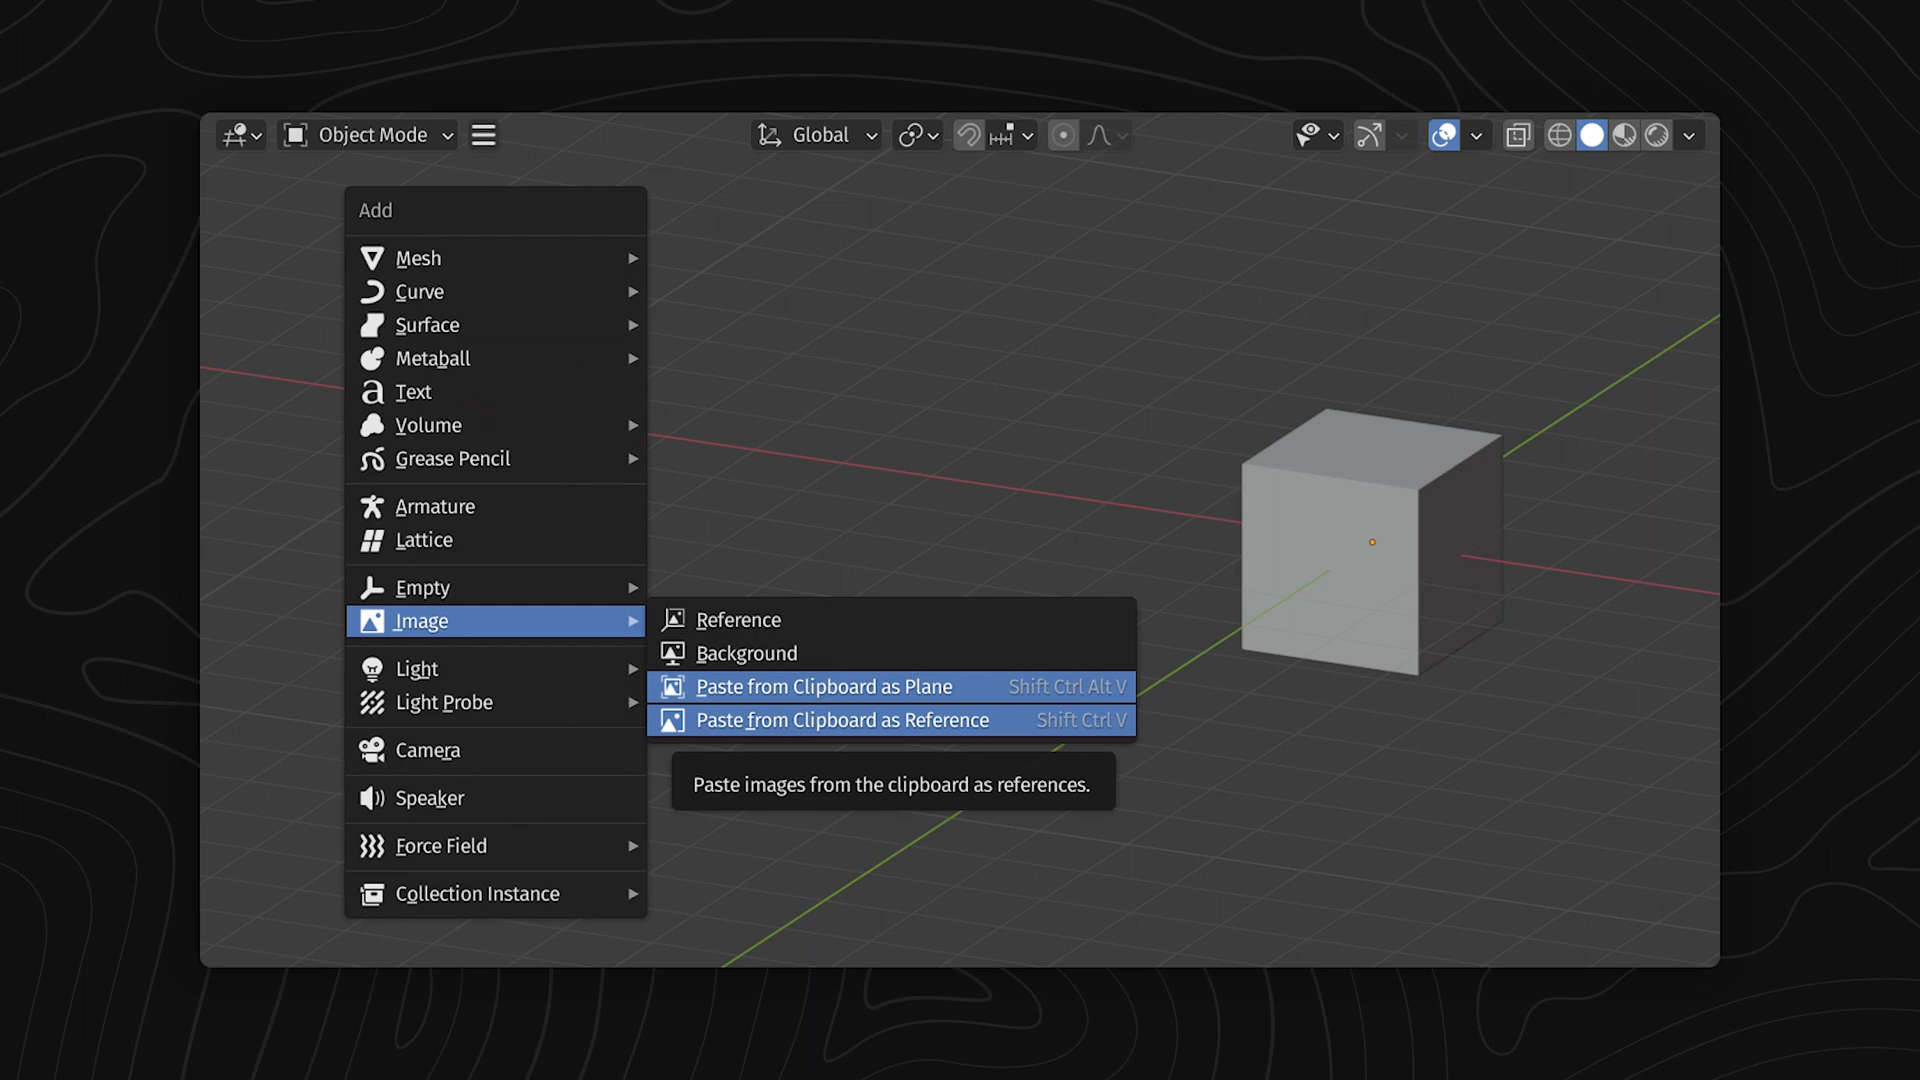 Object Mode
Global
Add
Mesh
Curve
Surface
Metaball
Text
Volume
Grease Pencil
Armature
Lattice
Empty
Image
Reference
Background
Paste from Clipboard as Plane Shift Ctrl Alt V
Paste from Clipboard as Reference Shift Ctrl V
Paste images from the clipboard as references.
Light
Light Probe
Camera
Speaker
Force Field
Collection Instance